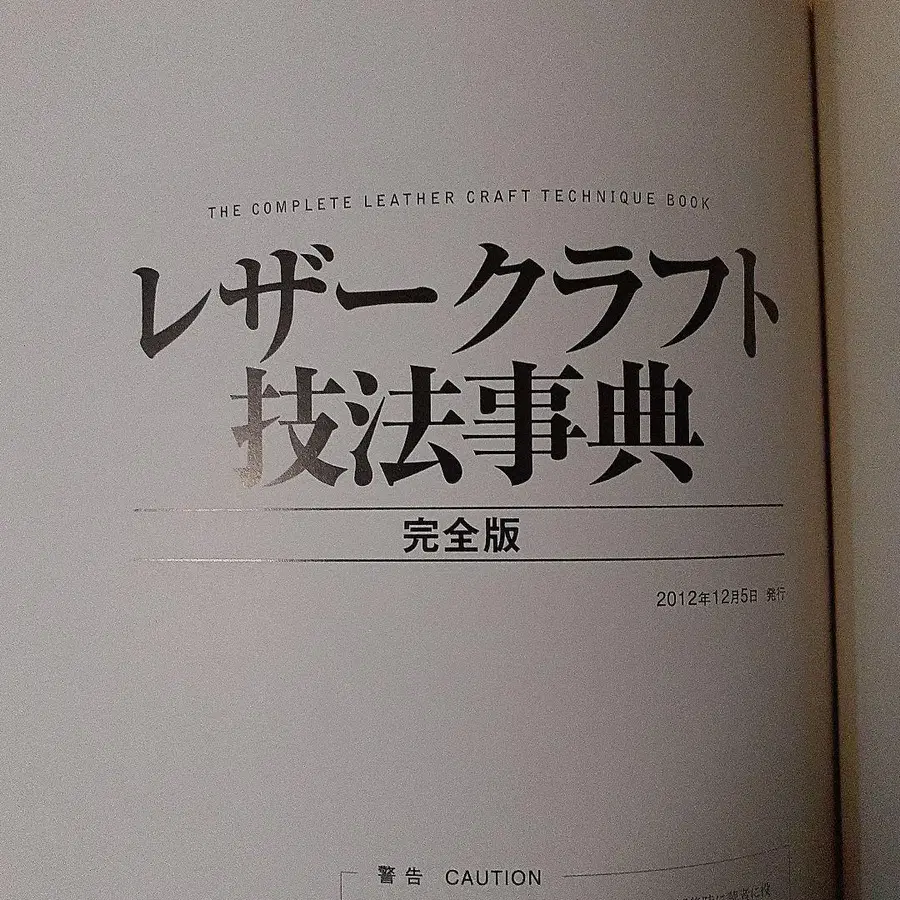 THE COMPLETE LEATHER CRAFT TECHNIQUE BOOK
レザークラフト
技法事典
完全版
2012年12月5日 発行
警告 CAUTION